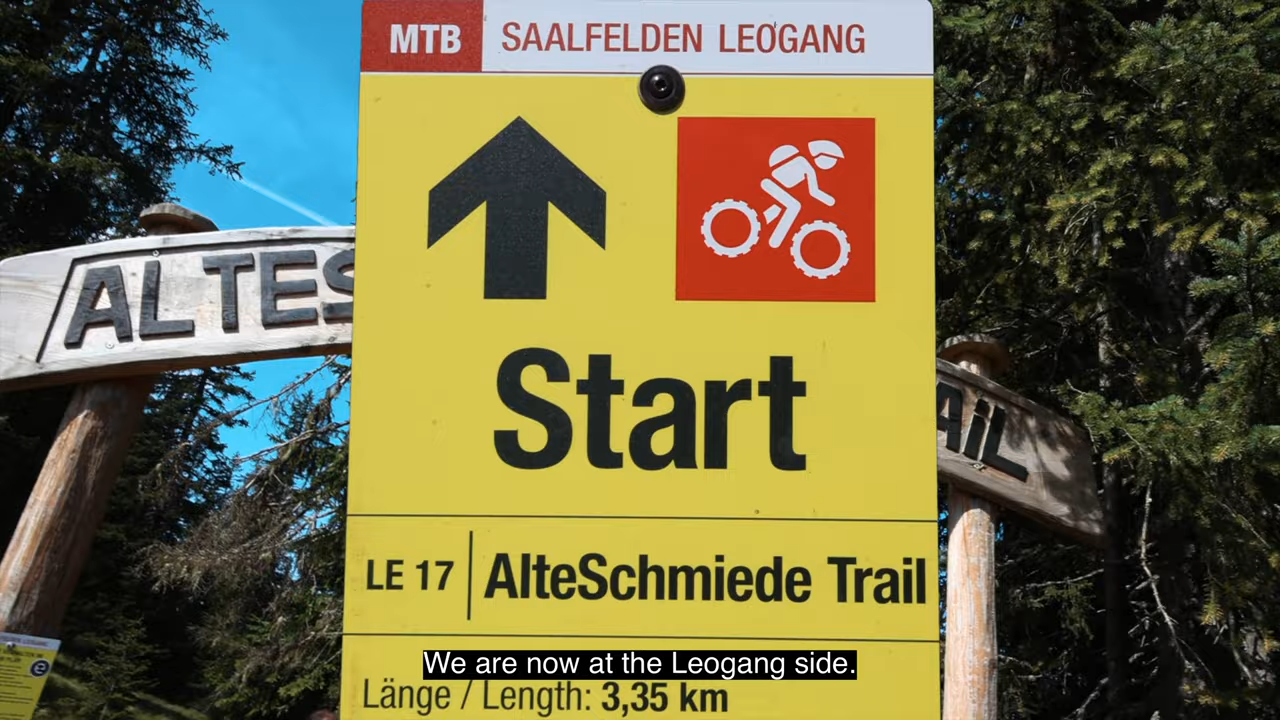 MTB SAALFELDEN LEOGANG
ALTES
AIL
Start
LE 17 AlteSchmiede Trail
Länge / Length: 3,35 km
We are now at the Leogang side.